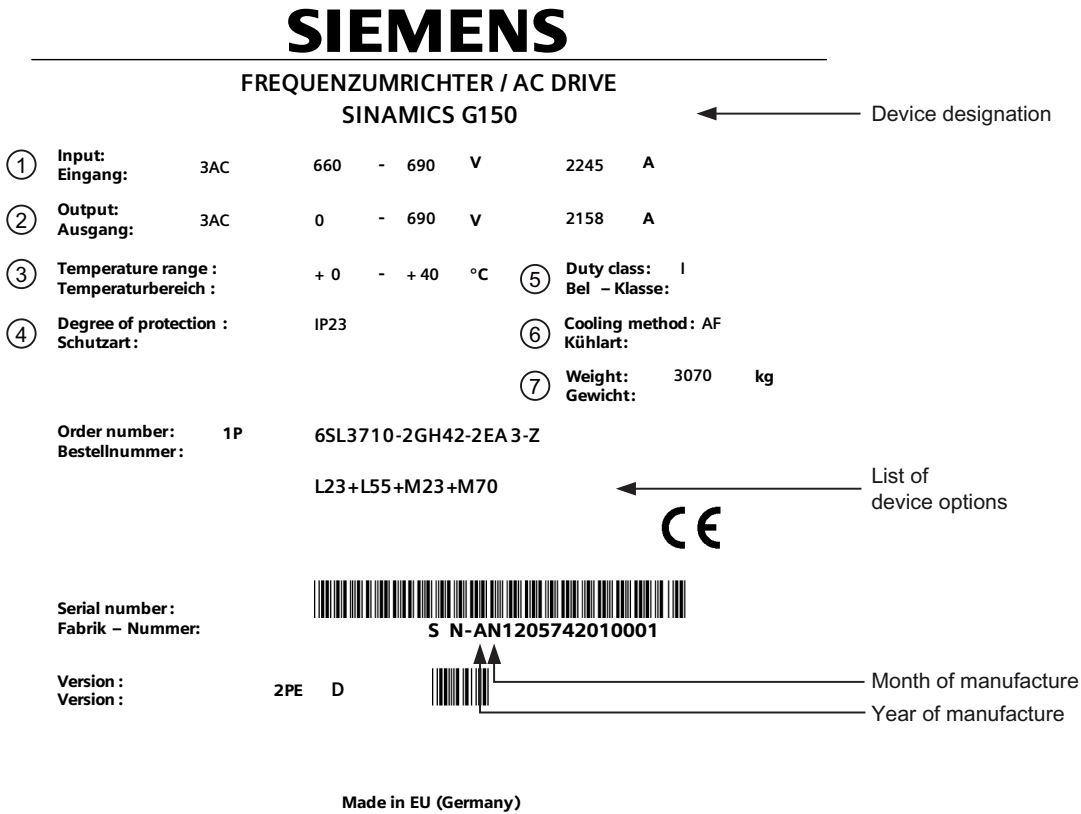 SIEMENS
FREQUENZUMRICHTER / AC DRIVE
SINAMICS G150
Device designation
1 Input: 3AC 660 - 690 V 2245 A
Eingang:
2 Output: 3AC 0 - 690 V 2158 A
Ausgang:
3 Temperature range : + 0 - + 40 °C 5 Duty class: I
Temperaturbereich : Bel – Klasse:
4 Degree of protection : IP23 6 Cooling method: AF
Schutzart: Kühlart:
7 Weight: 3070 kg
Gewicht:
Order number: 1P 6SL3710-2GH42-2EA3-Z
Bestellnummer:
L23+L55+M23+M70
List of
device options
CE
Serial number:
Fabrik – Nummer: S N-AN1205742010001
Version : 2PE D
Version :
Month of manufacture
Year of manufacture
Made in EU (Germany)